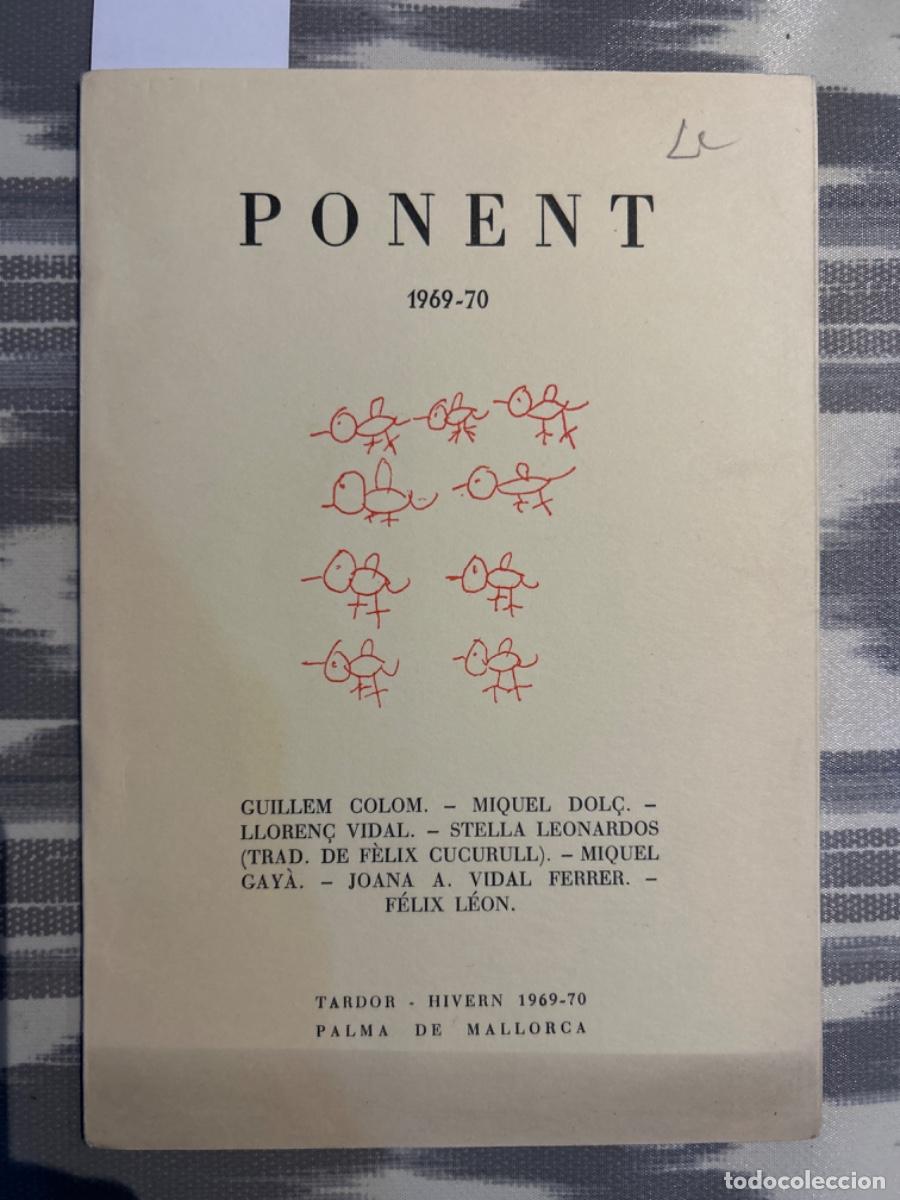 PONENT
1969-70
GUILLEM COLOM. – MIQUEL DOLÇ. –
LLORENÇ VIDAL. – STELLA LEONARDOS
(TRAD. DE FÈLIX CUCURULL). – MIQUEL
GAYÀ. – JOANA A. VIDAL FERRER. –
FÉLIX LÉON.
TARDOR - HIVERN 1969-70
PALMA DE MALLORCA
todocoleccion